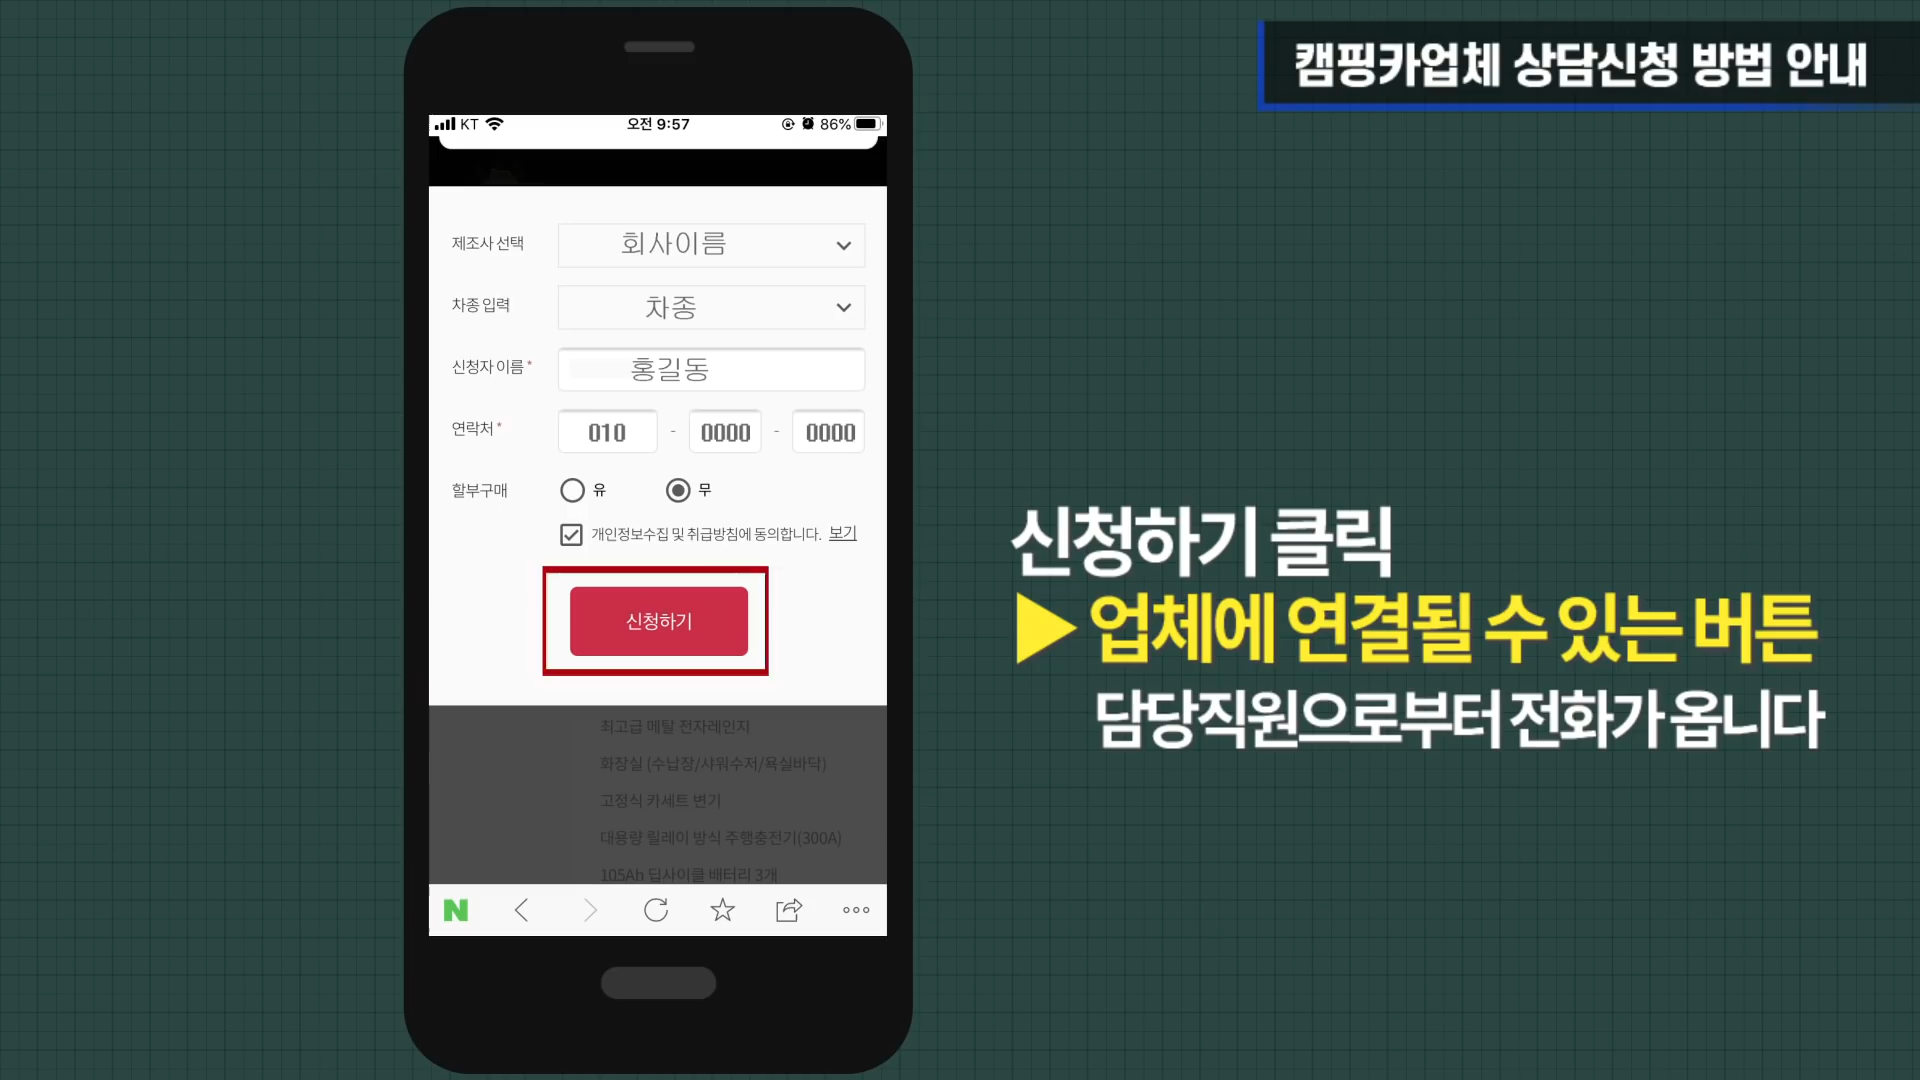 캠핑카업체 상담신청 방법 안내
KT 오전 9:57 86%
제조사 선택 회사이름
차종 입력 차종
신청자 이름 * 홍길동
연락처 * 010 - 0000 - 0000
할부구매 유 무
개인정보수집 및 취급방침에 동의합니다. 보기
신청하기
최고급 메탈 전자레인지
화장실 (수납장/샤워수저/욕실바닥)
고정식 카세트 변기
대용량 릴레이 방식 주행충전기(300A)
105Ah 딥사이클 배터리 3개
N
신청하기 클릭
▶ 업체에 연결될 수 있는 버튼
담당직원으로부터 전화가 옵니다